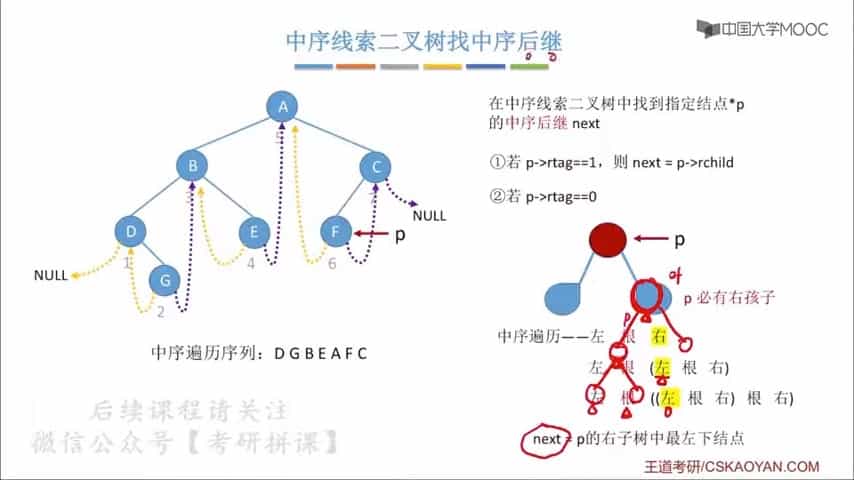 中国大学MOOC
中序线索二叉树找中序后继
在中序线索二叉树中找到指定结点*p
的中序后继 next
①若 p->rtag==1，则 next = p->rchild
②若 p->rtag==0
A
5
B
3
C
7
NULL
D
1
E
4
F
6
p
NULL
G
2
p
p 必有右孩子
p
中序遍历——左 根 右
左 根 (左 根 右)
左 根 ((左 根 右) 根 右)
next = p的右子树中最左下结点
中序遍历序列：D G B E A F C
后续课程请关注
微信公众号【考研拼课】
王道考研/CSKAOYAN.COM